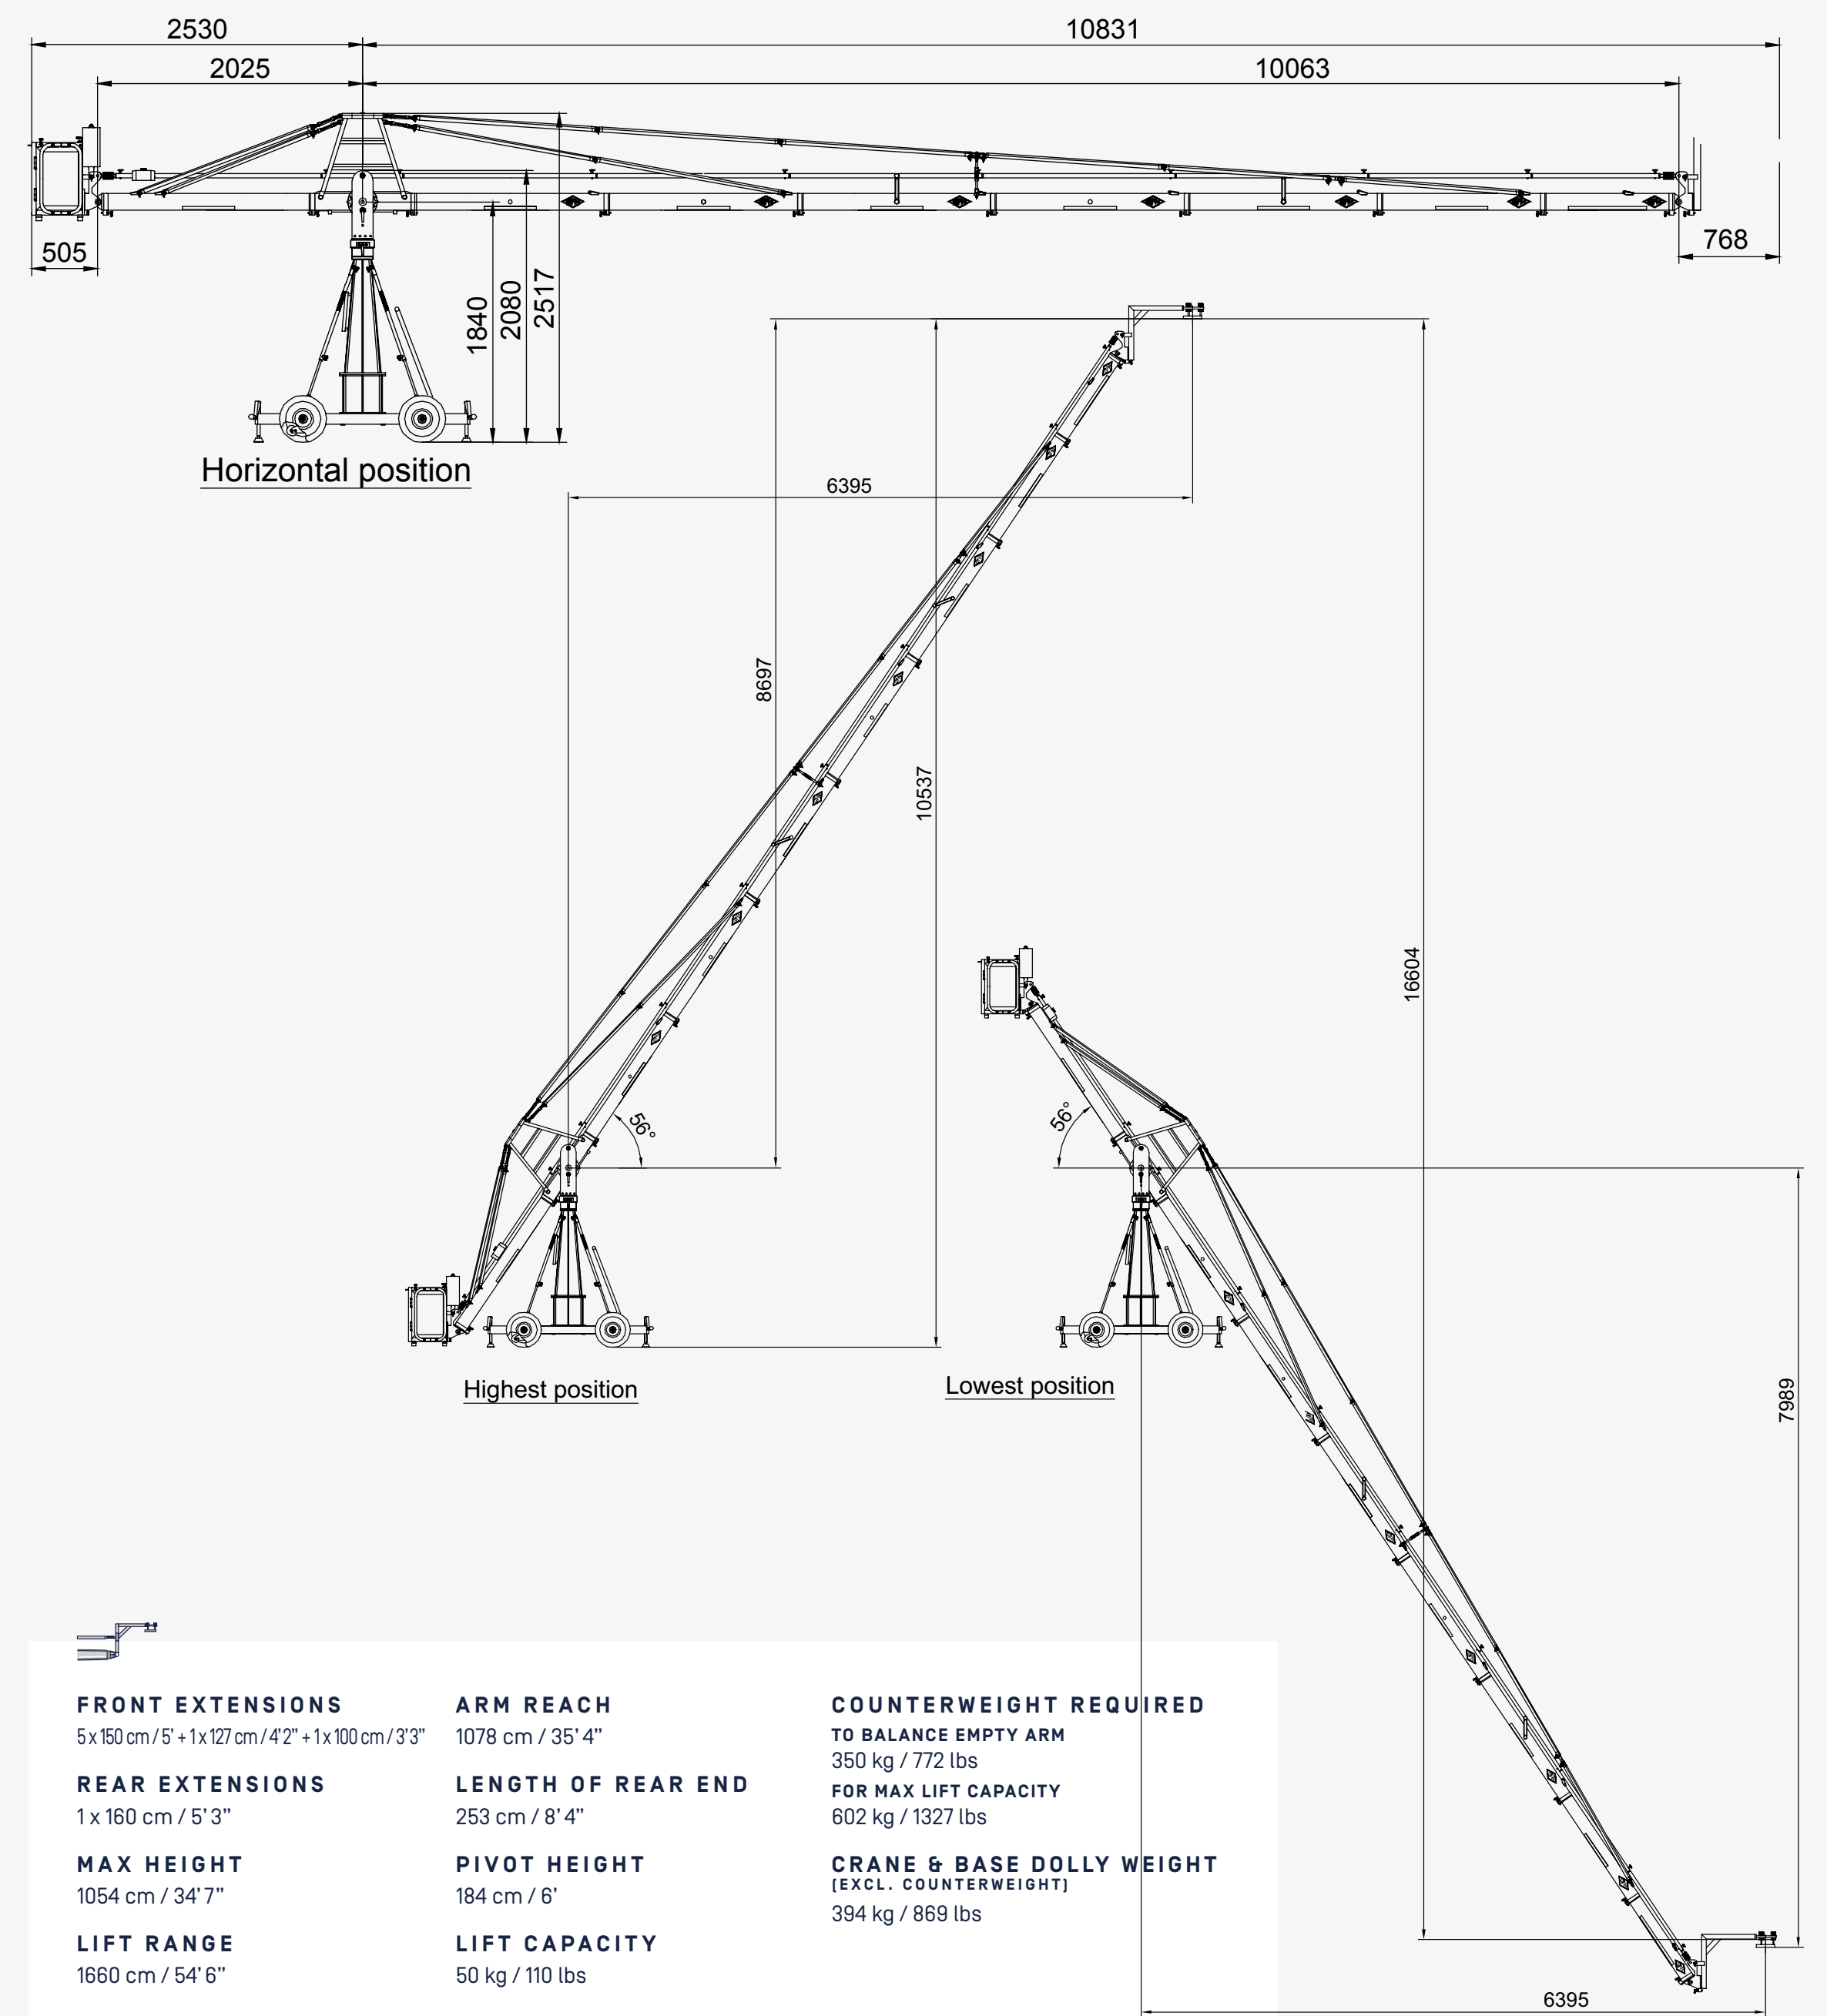 2530
10831
2025
10063
505
768
1840
2080
2517
Horizontal position
6395
8697
10537
16604
56°
56°
Highest position
Lowest position
7989
FRONT EXTENSIONS
5 x 150 cm / 5' + 1 x 127 cm / 4'2” + 1 x 100 cm / 3'3”
REAR EXTENSIONS
1 x 160 cm / 5' 3”
MAX HEIGHT
1054 cm / 34'7”
LIFT RANGE
1660 cm / 54'6”
ARM REACH
1078 cm / 35'4”
LENGTH OF REAR END
253 cm / 8'4”
PIVOT HEIGHT
184 cm / 6'
LIFT CAPACITY
50 kg / 110 lbs
COUNTERWEIGHT REQUIRED
TO BALANCE EMPTY ARM
350 kg / 772 lbs
FOR MAX LIFT CAPACITY
602 kg / 1327 lbs
CRANE & BASE DOLLY WEIGHT
(EXCL. COUNTERWEIGHT)
394 kg / 869 lbs
6395